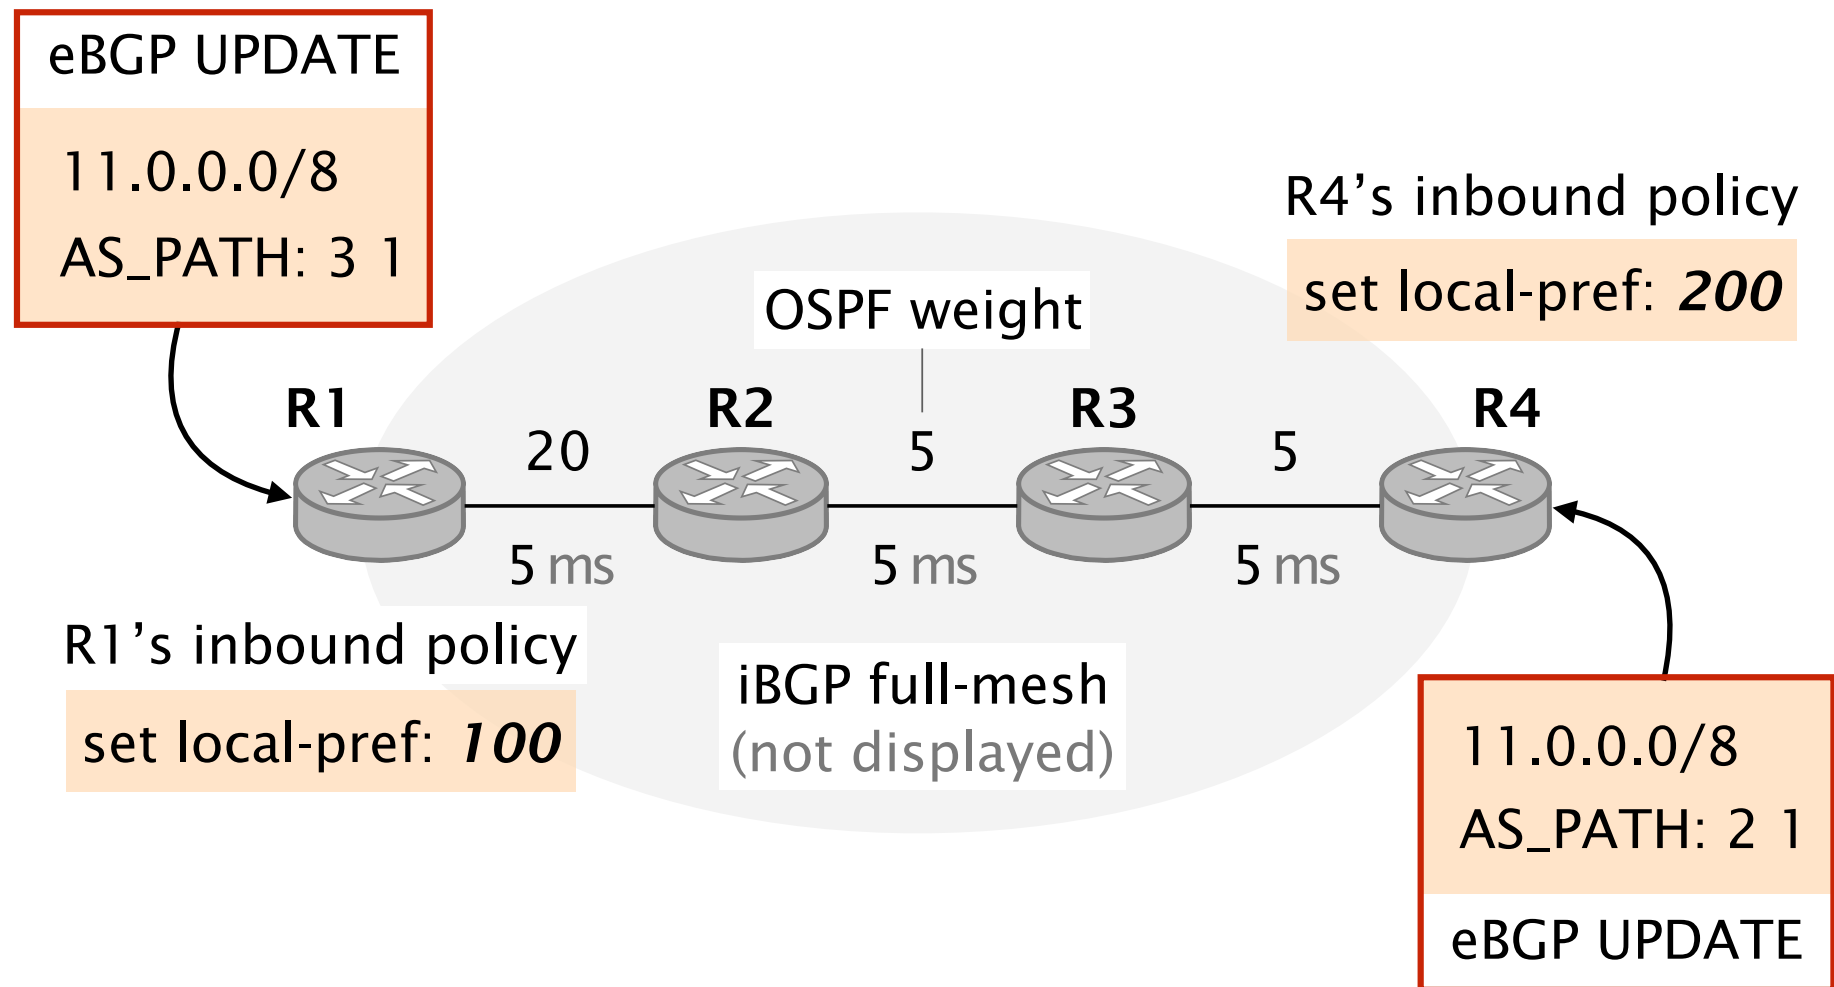 eBGP UPDATE
11.0.0.0/8
AS_PATH: 3 1
R4’s inbound policy
set local-pref: 200
OSPF weight
R1
R2
R3
R4
20
5
5
5 ms
5 ms
5 ms
R1’s inbound policy
set local-pref: 100
iBGP full-mesh
(not displayed)
11.0.0.0/8
AS_PATH: 2 1
eBGP UPDATE